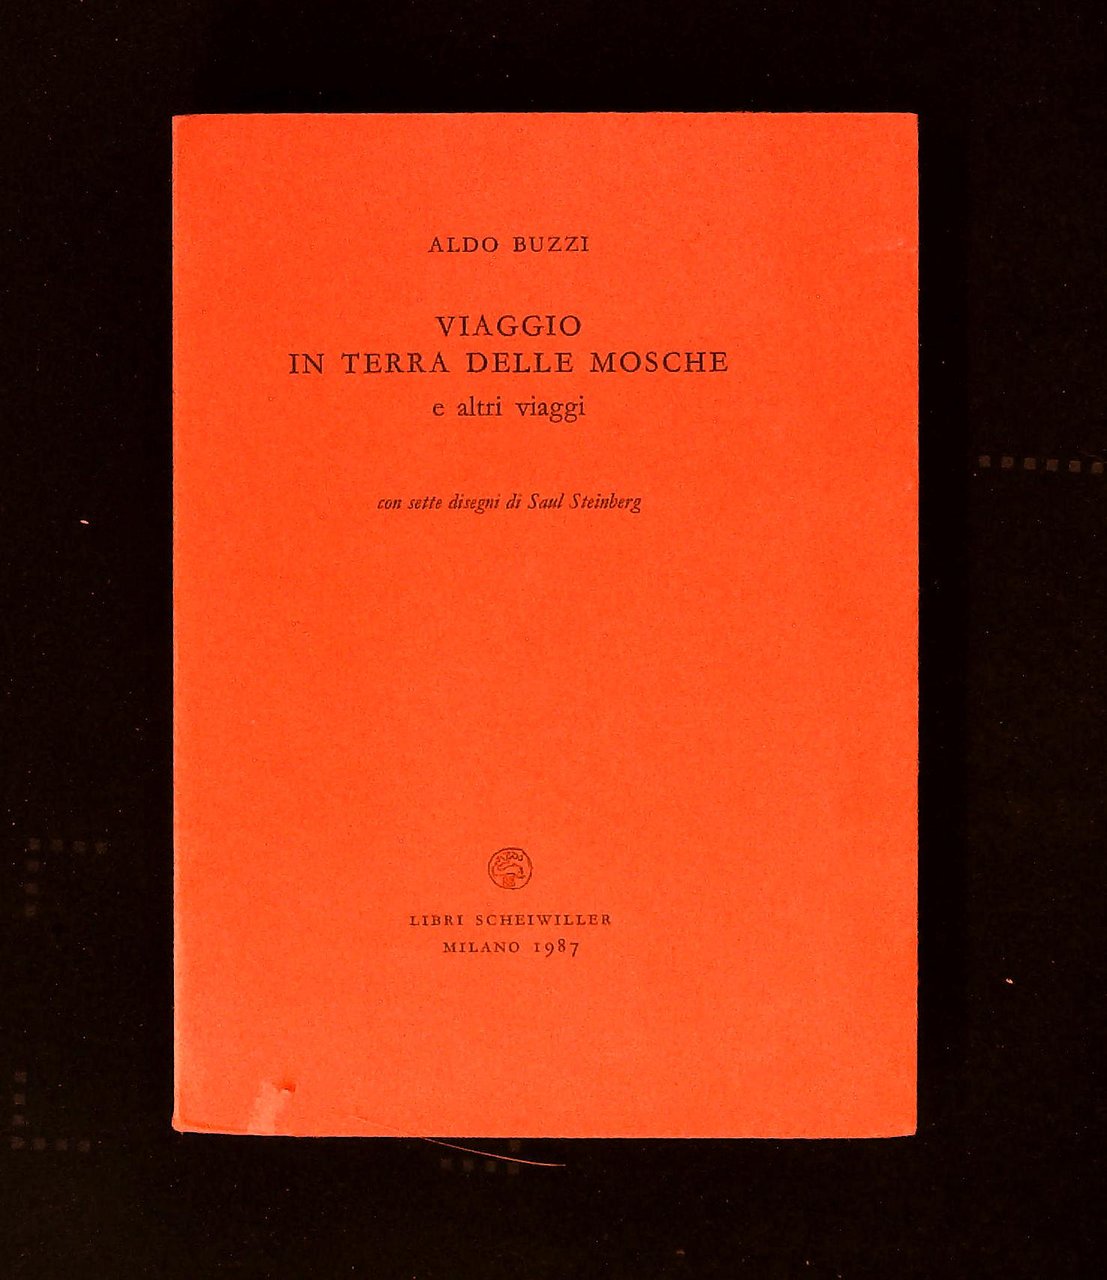 ALDO BUZZI
VIAGGIO
IN TERRA DELLE MOSCHE
e altri viaggi
con sette disegni di Saul Steinberg
LIBRI SCHEIWILLER
MILANO 1987